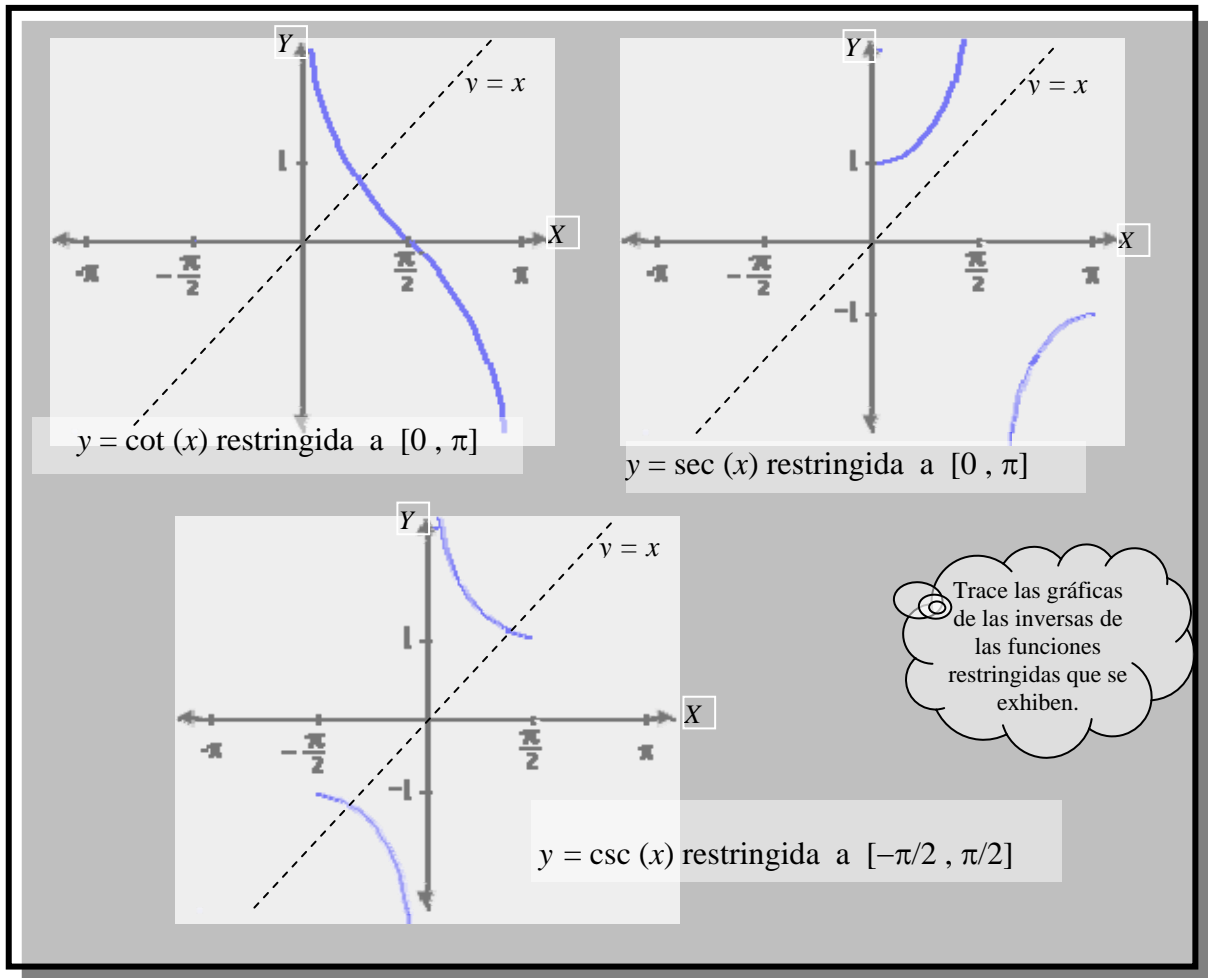 Y
y = x
1
X
-π
-π/2
π/2
π
y = cot (x) restringida a [0 , π]
Y
y = x
1
X
-π
-π/2
π/2
π
-1
y = sec (x) restringida a [0 , π]
Y
y = x
1
X
-π
-π/2
π/2
π
-1
y = csc (x) restringida a [−π/2 , π/2]
Trace las gráficas
de las inversas de
las funciones
restringidas que se
exhiben.